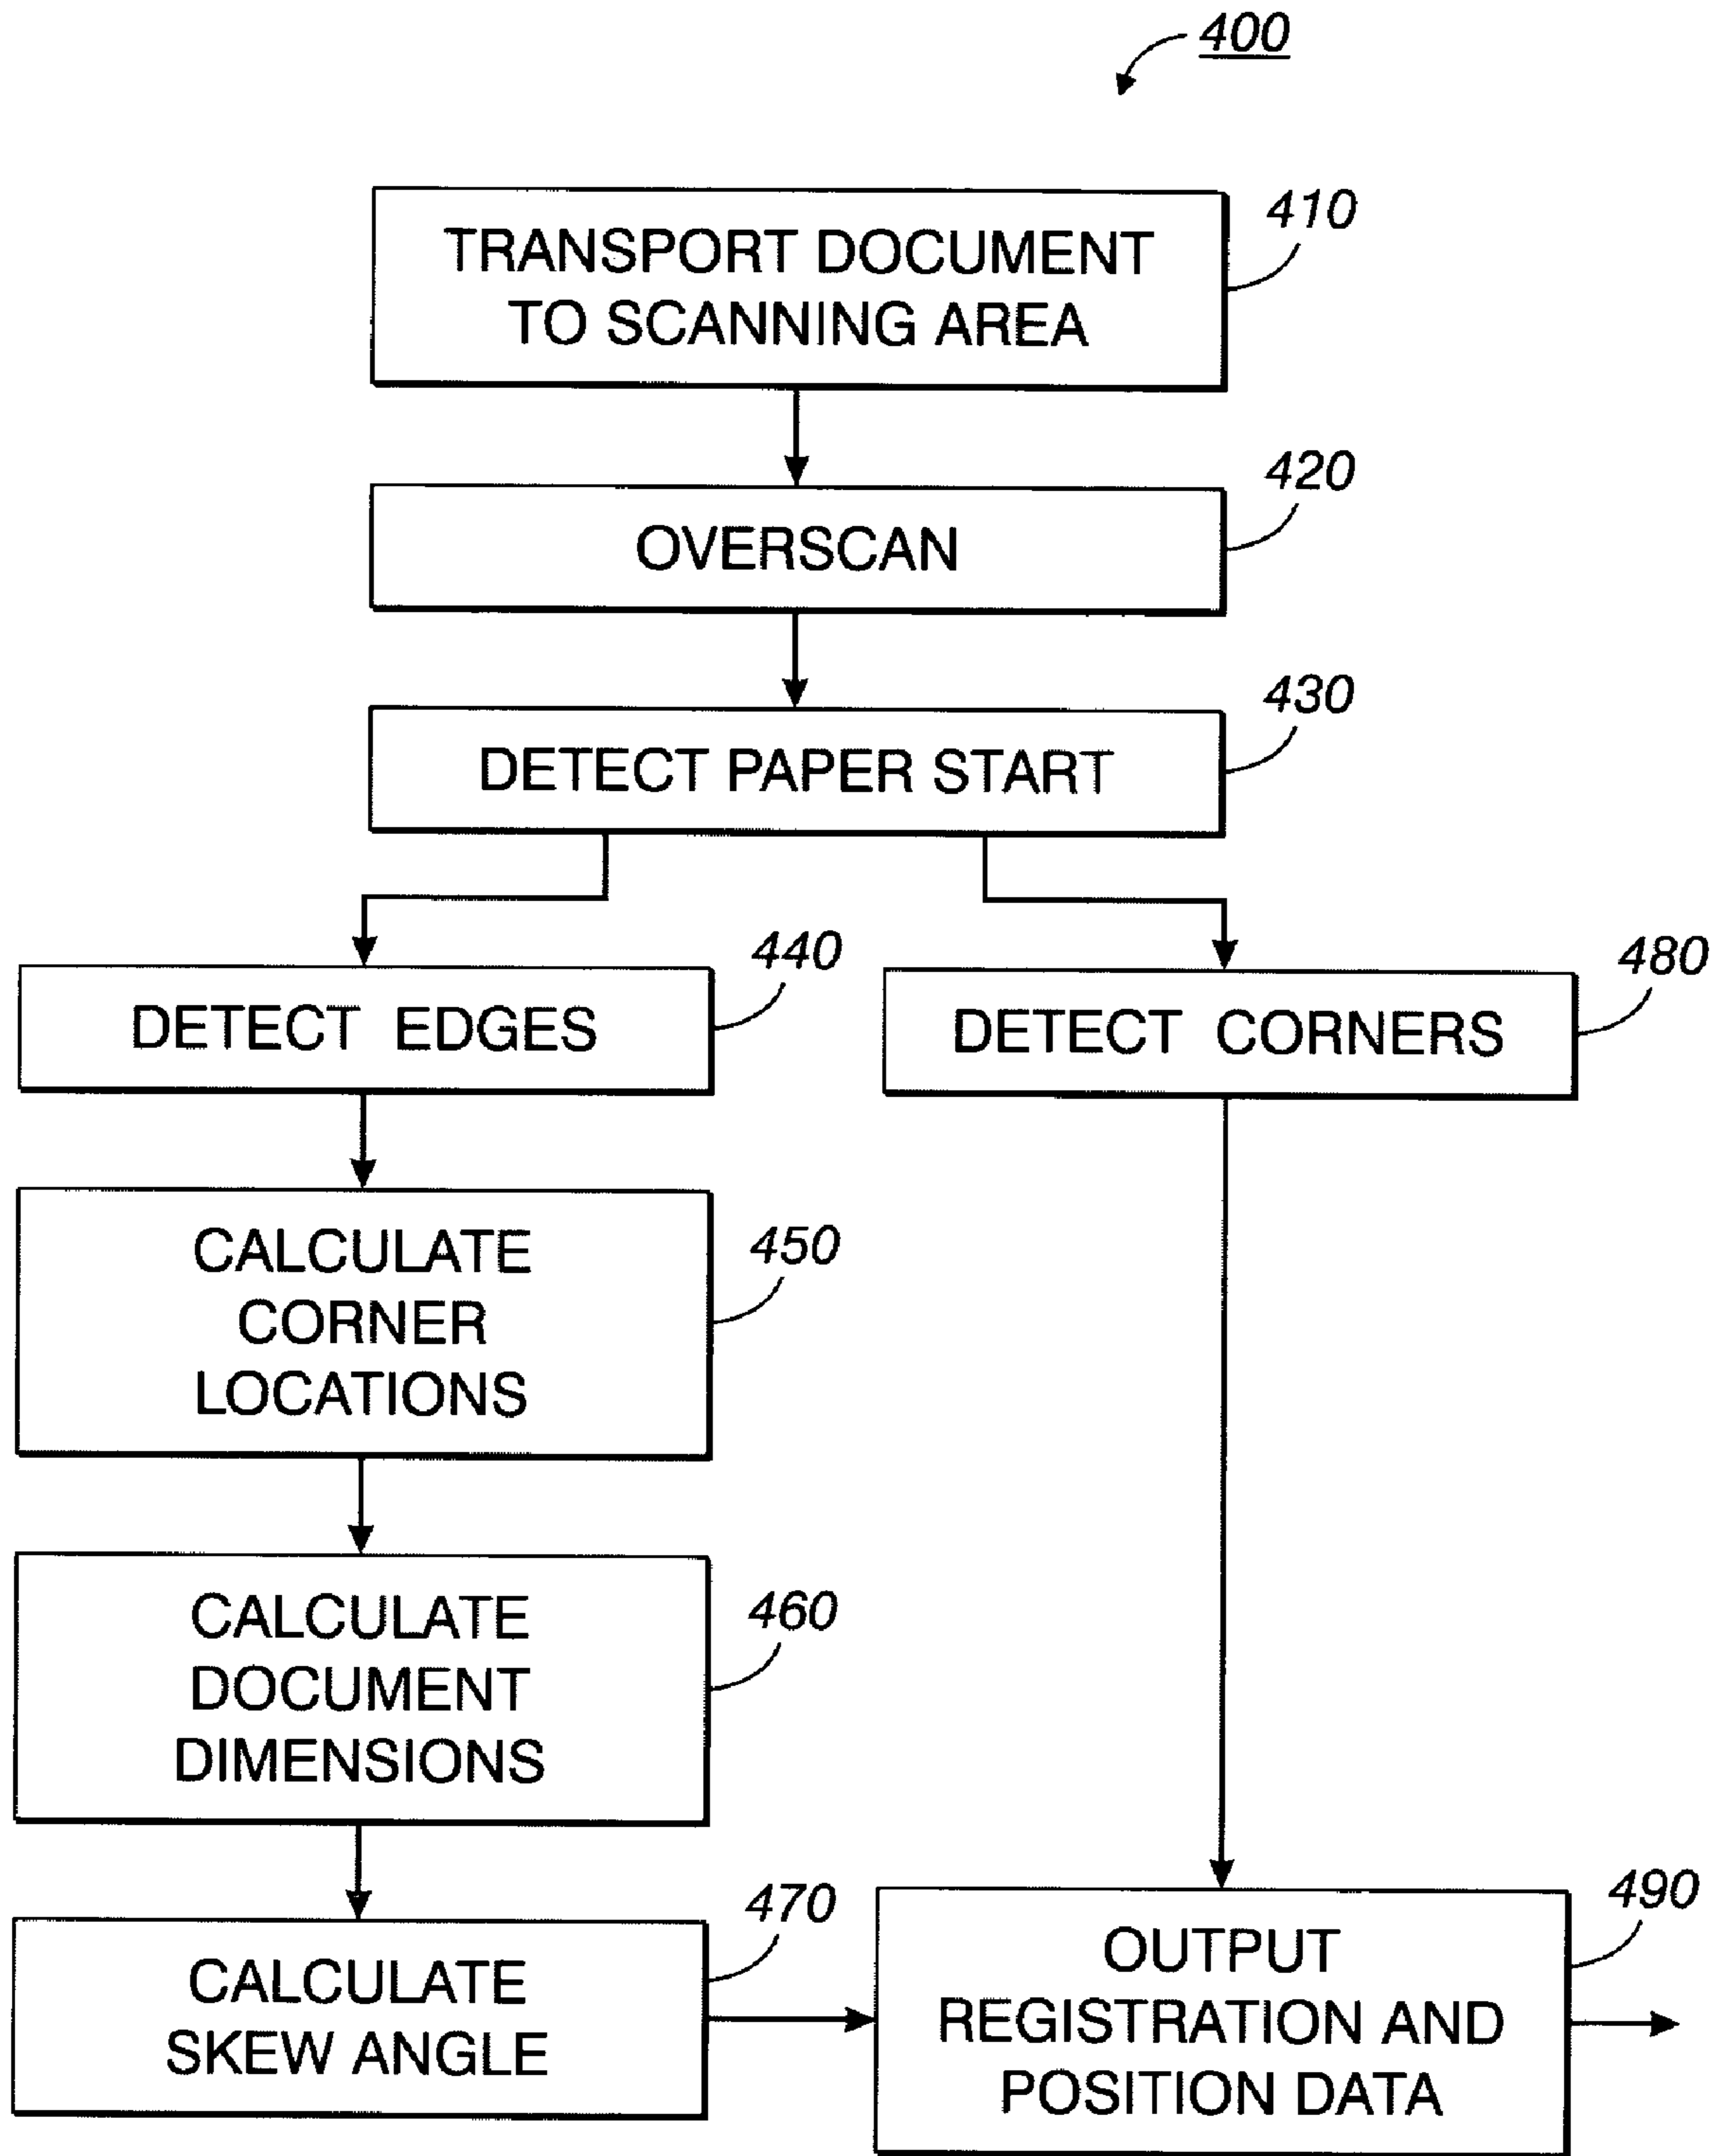 400
TRANSPORT DOCUMENT
TO SCANNING AREA
410
OVERSCAN
420
DETECT PAPER START
430
DETECT EDGES
440
DETECT CORNERS
480
CALCULATE
CORNER
LOCATIONS
450
CALCULATE
DOCUMENT
DIMENSIONS
460
CALCULATE
SKEW ANGLE
470
OUTPUT
REGISTRATION AND
POSITION DATA
490